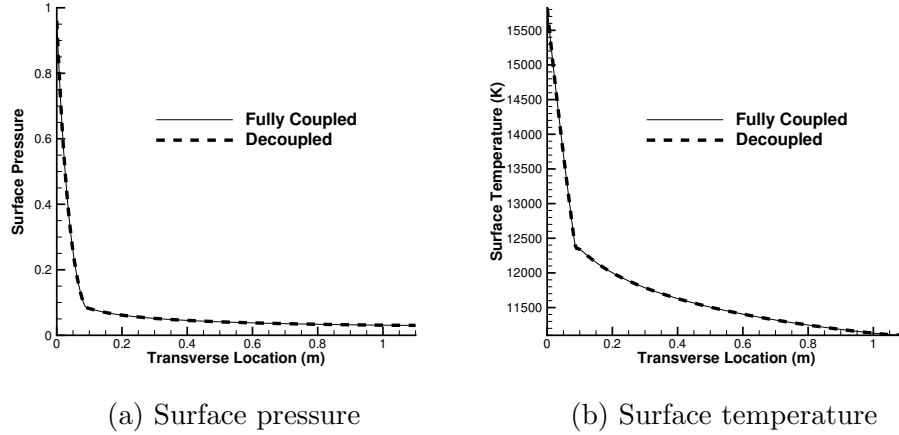 Surface Pressure
1
0.8
0.6
0.4
0.2
0
0 0.2 0.4 0.6 0.8 1
Transverse Location (m)
Fully Coupled
Decoupled
(a) Surface pressure
Surface Temperature (K)
15500
15000
14500
14000
13500
13000
12500
12000
11500
0 0.2 0.4 0.6 0.8 1
Transverse Location (m)
Fully Coupled
Decoupled
(b) Surface temperature